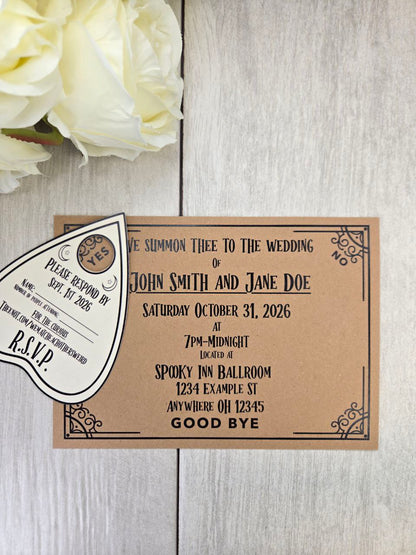 WE SUMMON THEE TO THE WEDDING
OF
JOHN SMITH AND JANE DOE
SATURDAY OCTOBER 31, 2026
AT
7PM-MIDNIGHT
LOCATED AT
SPOOKY INN BALLROOM
1234 EXAMPLE ST
ANYWHERE OH 12345
GOOD BYE
NO
YES
PLEASE RESPOND BY
SEPT. 1ST 2026
NAME:
NUMBER OF PEOPLE ATTENDING:
FOR THE CURIOUS
R.S.V.P.